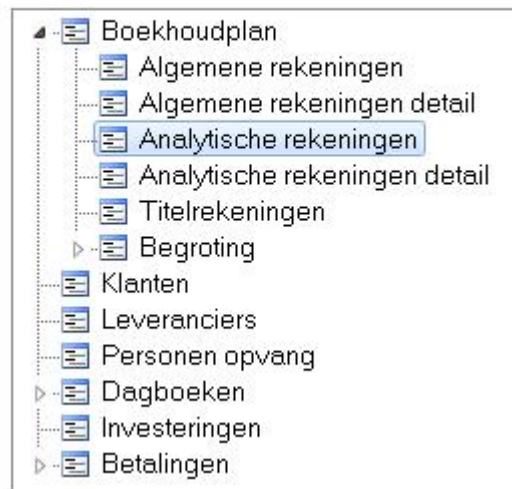 Boekhoudplan
Algemene rekeningen
Algemene rekeningen detail
Analytische rekeningen
Analytische rekeningen detail
Titelrekeningen
Begroting
Klanten
Leveranciers
Personen opvang
Dagboeken
Investeringen
Betalingen